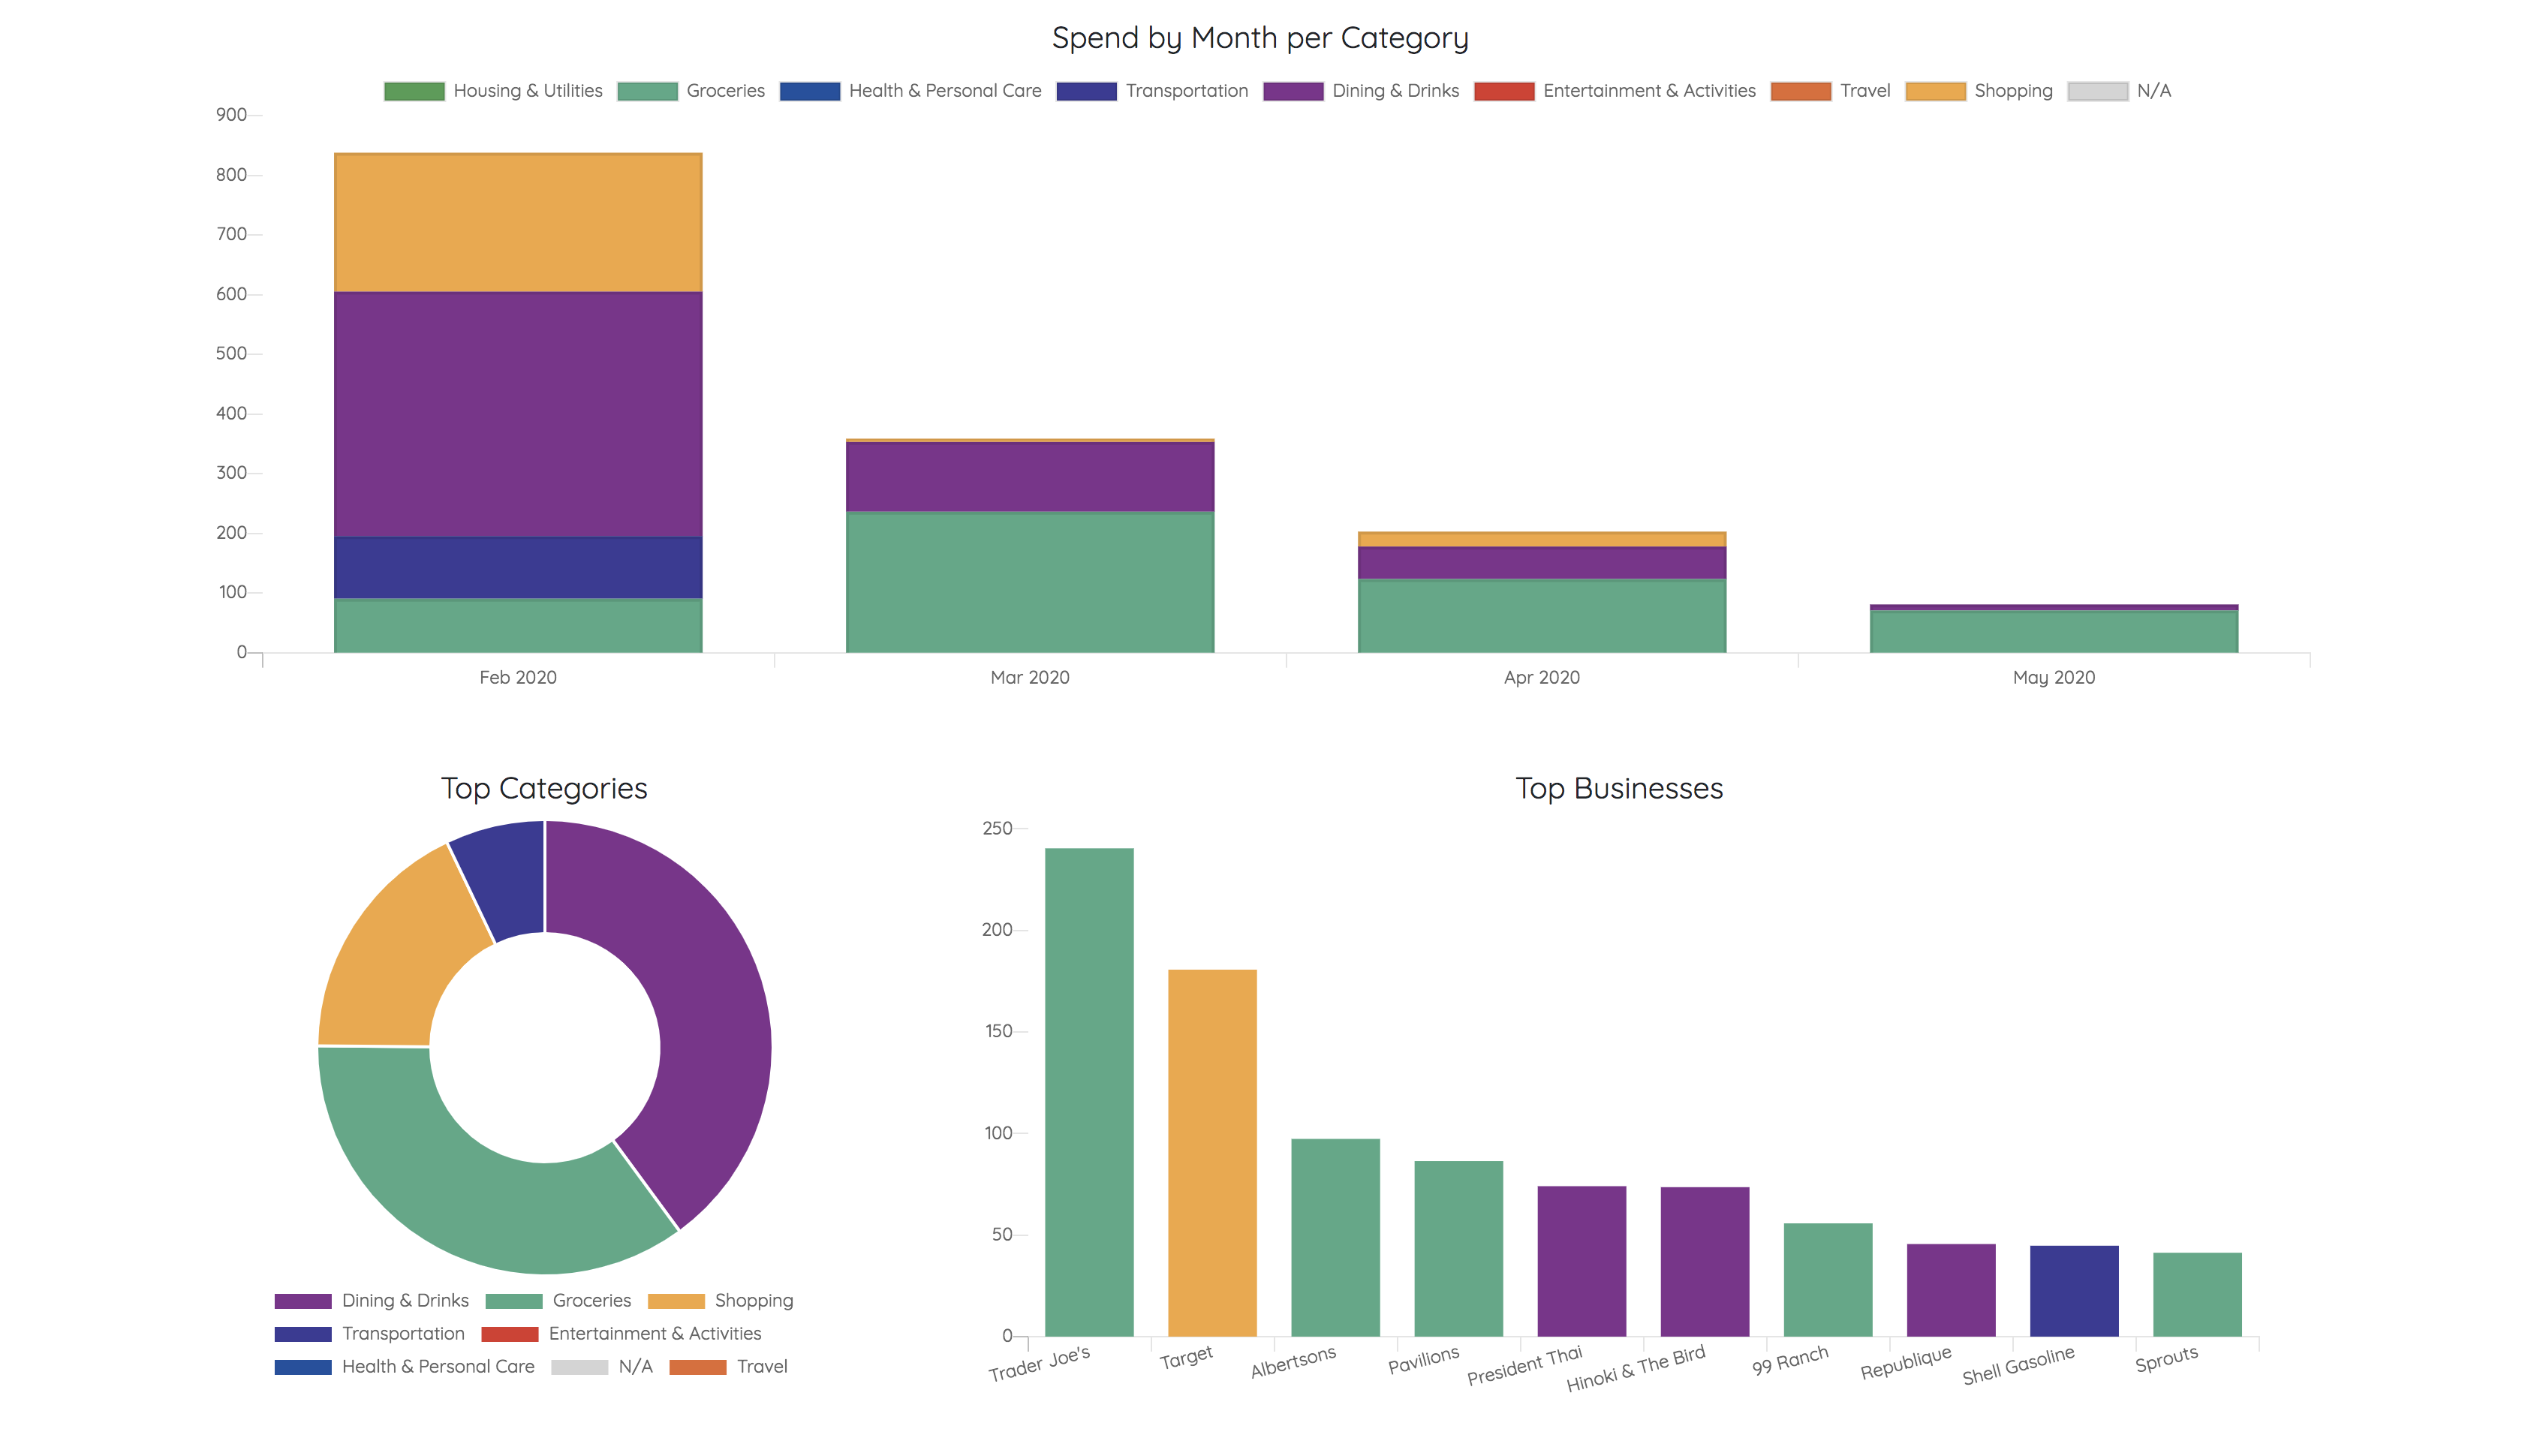 Spend by Month per Category
Housing & Utilities Groceries Health & Personal Care Transportation Dining & Drinks Entertainment & Activities Travel Shopping N/A
900
800
700
600
500
400
300
200
100
0
Feb 2020 Mar 2020 Apr 2020 May 2020
Top Categories
Dining & Drinks Groceries Shopping
Transportation Entertainment & Activities
Health & Personal Care N/A Travel
Top Businesses
250
200
150
100
50
0
Trader Joe's Target Albertsons Pavilions President Thai Hinoki & The Bird 99 Ranch Republique Shell Gasoline Sprouts